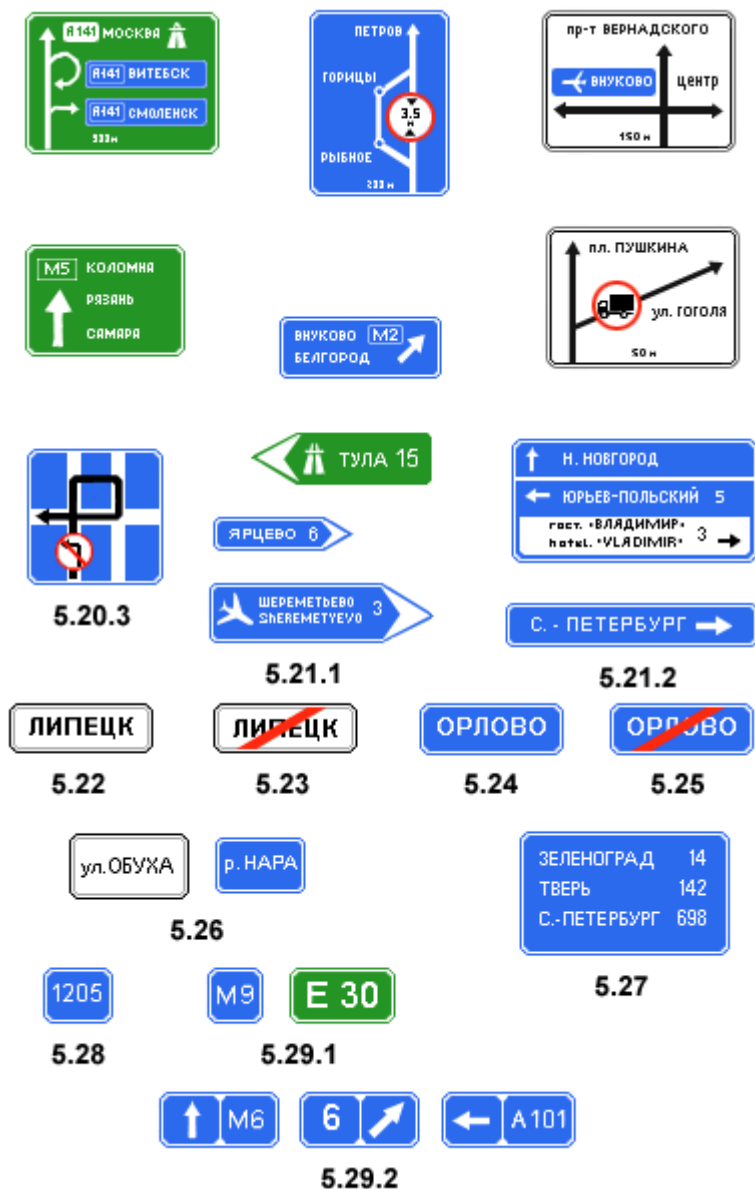 А141 МОСКВА
А141 ВИТЕБСК
А141 СМОЛЕНСК
333м
ПЕТРОВ
ГОРИЦЫ
3.5
м
РЫБНОЕ
233 м
пр-т ВЕРНАДСКОГО
ВНУКОВО
ЦЕНТР
150 м
М5 КОЛОМНА
РЯЗАНЬ
САМАРА
ВНУКОВО М2
БЕЛГОРОД
пл. ПУШКИНА
ул. ГОГОЛЯ
50 м
5.20.3
ТУЛА 15
ЯРЦЕВО 6
ШЕРЕМЕТЬЕВО 3
ShEREMETYEVO
5.21.1
Н. НОВГОРОД
ЮРЬЕВ-ПОЛЬСКИЙ 5
гост. •ВЛАДИМИР• 3
hotel. •VLADIMIR•
С.- ПЕТЕРБУРГ
5.21.2
ЛИПЕЦК
5.22
ЛИПЕЦК
5.23
ОРЛОВО
5.24
ОРЛОВО
5.25
ул.ОБУХА
р. НАРА
5.26
ЗЕЛЕНОГРАД 14
ТВЕРЬ 142
С.-ПЕТЕРБУРГ 698
5.27
1205
5.28
М9
E 30
5.29.1
М6
6
А101
5.29.2